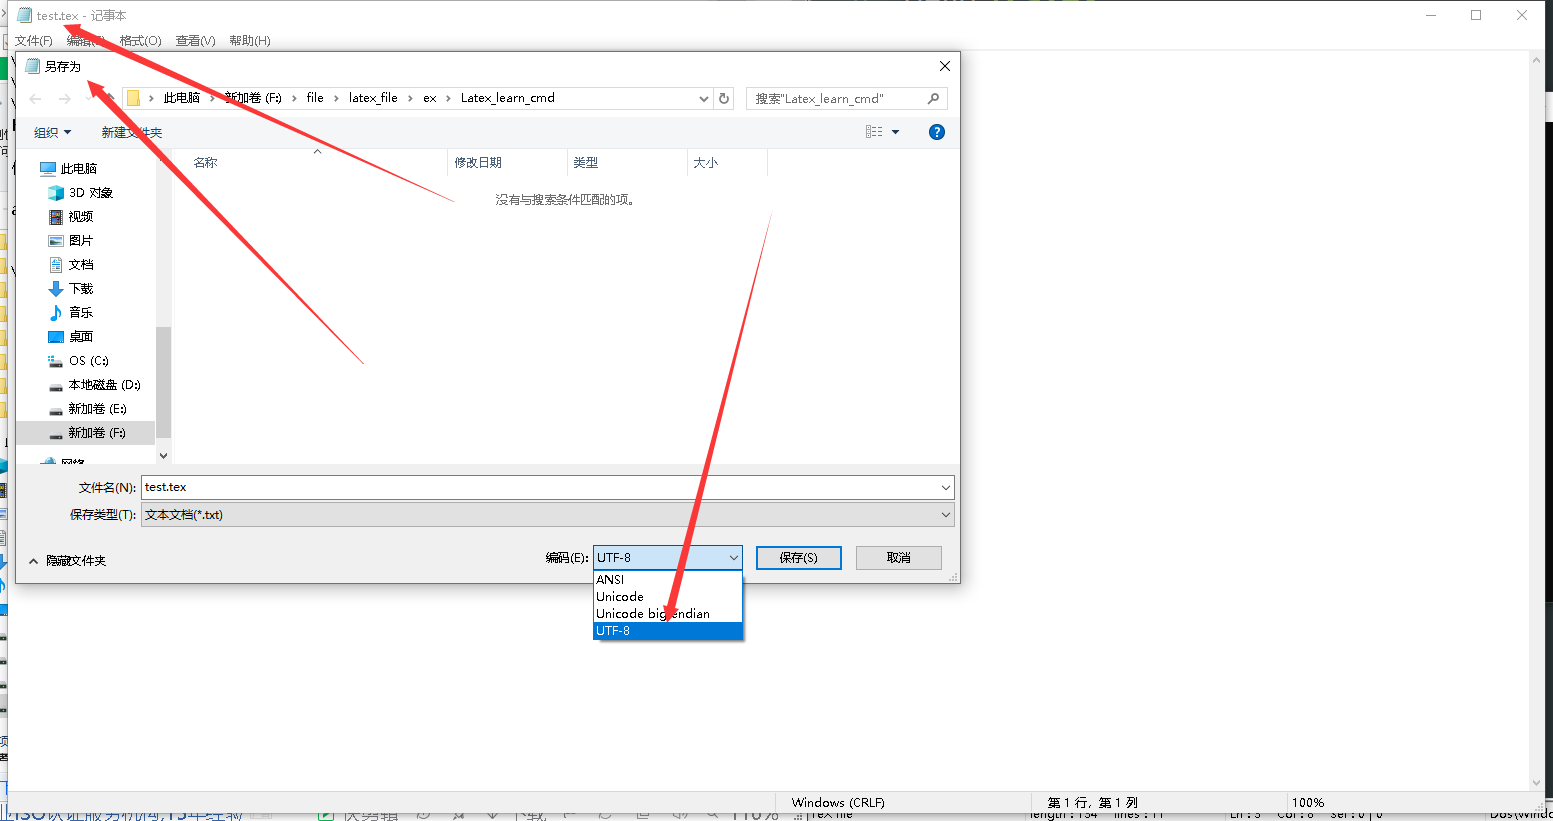 test.tex - 记事本
文件(F) 编辑(E) 格式(O) 查看(V) 帮助(H)
另存为
此电脑 新加卷 (F:) file latex_file ex Latex_learn_cmd 搜索"Latex_learn_cmd"
组织 新建文件夹
名称 修改日期 类型 大小
没有与搜索条件匹配的项。
此电脑
3D 对象
视频
图片
文档
下载
音乐
桌面
OS (C:)
本地磁盘 (D:)
新加卷 (E:)
新加卷 (F:)
网络
文件名(N): test.tex
保存类型(T): 文本文档(*.txt)
隐藏文件夹 编码(E): UTF-8 保存(S) 取消
ANSI
Unicode
Unicode big endian
UTF-8
Windows (CRLF) 第 1 行，第 1 列 100%